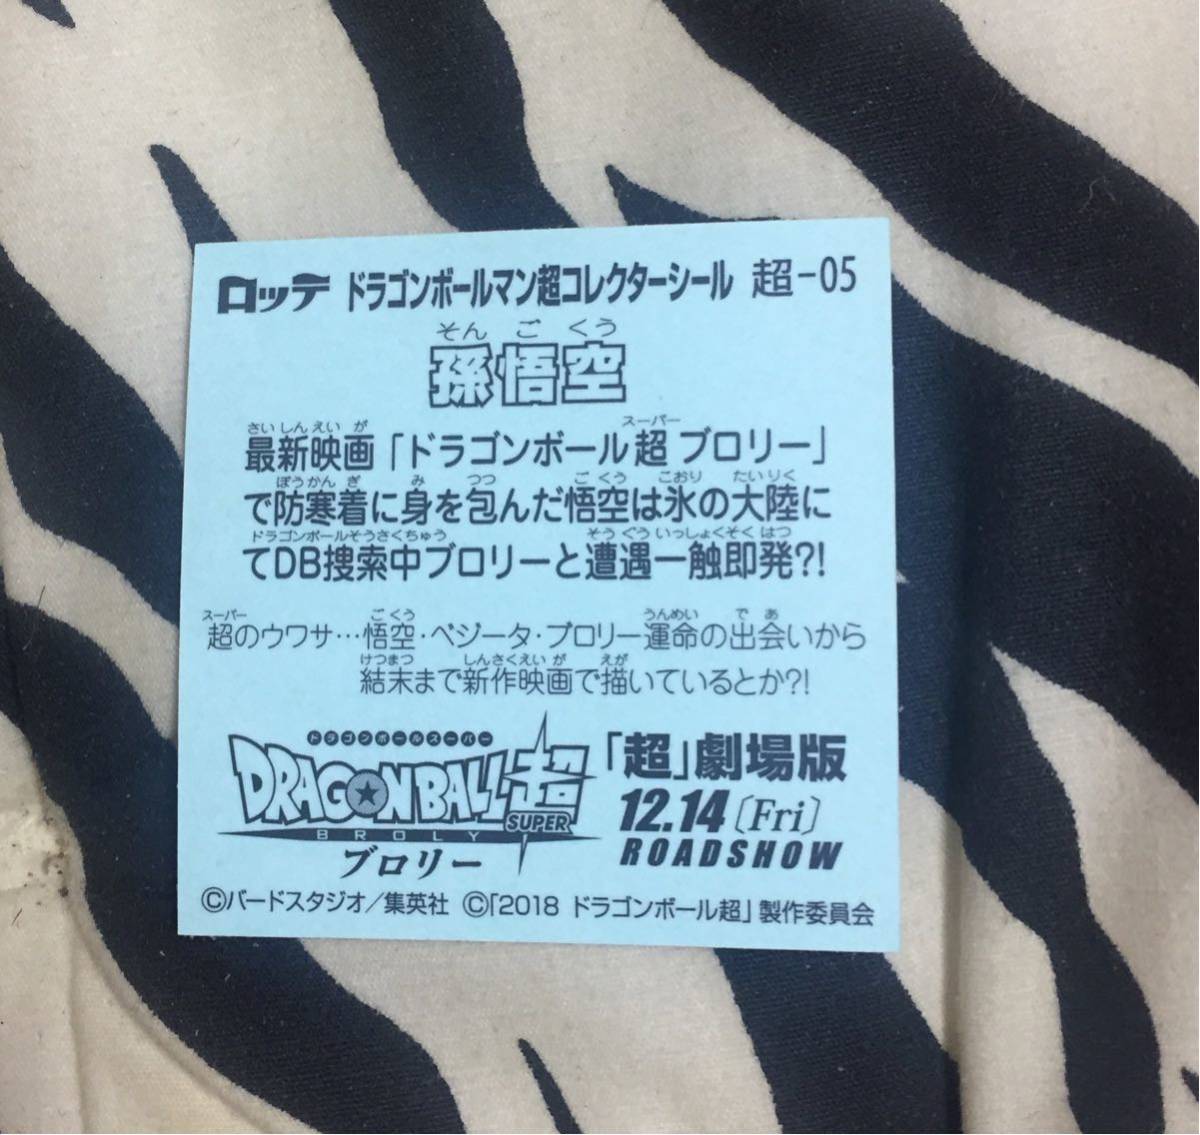 ロッテ ドラゴンボールマン超コレクターシール 超-05
そん ご くう
孫悟空
さいしんえいが スーパー
最新映画「ドラゴンボール超 ブロリー」
ぼうかんぎ み つつ ごくう こおり たいりく
で防寒着に身を包んだ悟空は氷の大陸に
ドラゴンボールそうさくちゅう そうぐういっしょくそくはつ
てDB捜索中ブロリーと遭遇一触即発?!
スーパー ごくう うんめい であ
超のウワサ…悟空・ベジータ・ブロリー運命の出会いから
けつまつ しんさくえいが えが
結末まで新作映画で描いているとか?!
ドラゴンボールスーパー
DRAGONBALL超
SUPER
BROLY
ブロリー
「超」劇場版
12.14〔Fri〕
ROADSHOW
©バードスタジオ/集英社 ©「2018 ドラゴンボール超」製作委員会